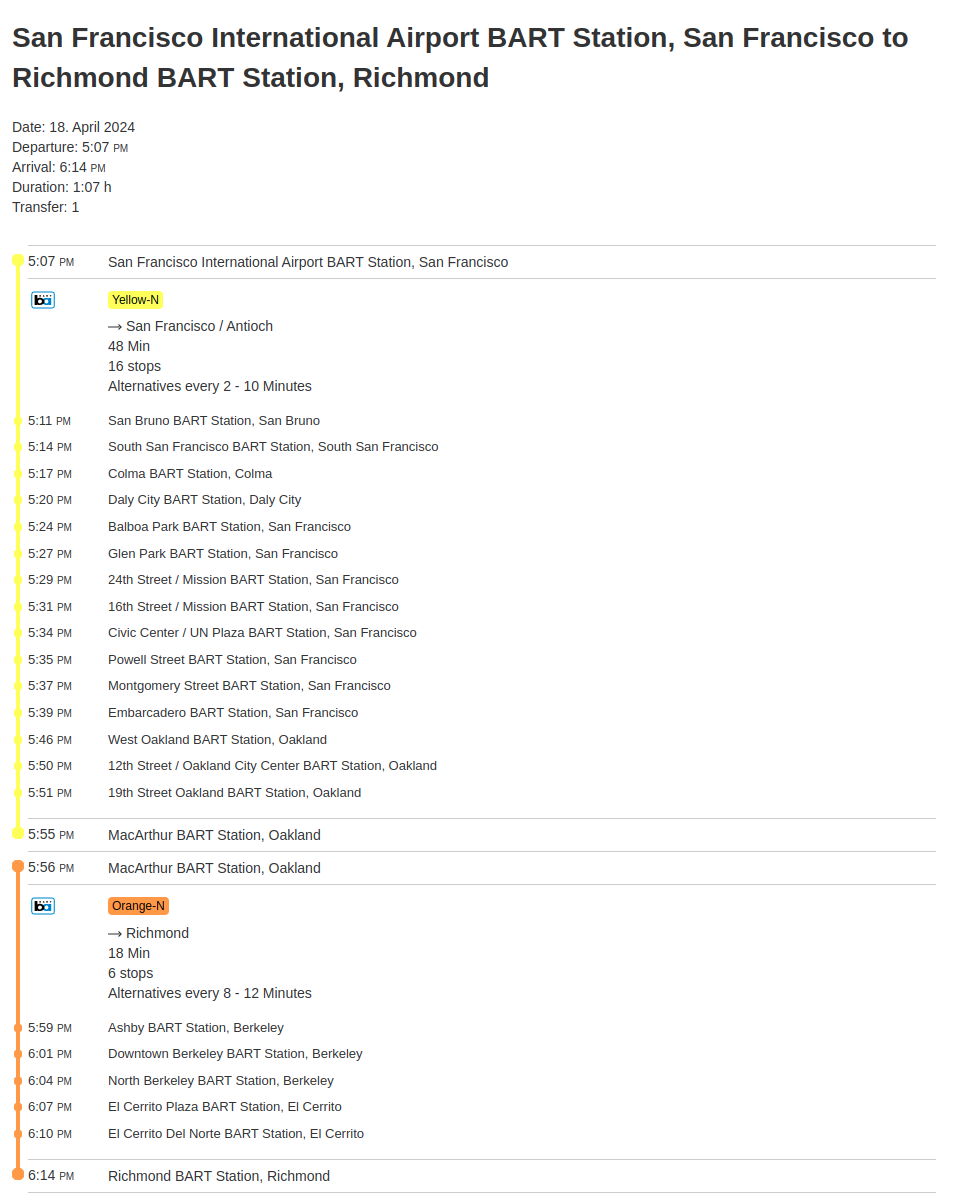 San Francisco International Airport BART Station, San Francisco to
Richmond BART Station, Richmond
Date: 18. April 2024
Departure: 5:07 PM
Arrival: 6:14 PM
Duration: 1:07 h
Transfer: 1
5:07 PM San Francisco International Airport BART Station, San Francisco
Yellow-N
→ San Francisco / Antioch
48 Min
16 stops
Alternatives every 2 - 10 Minutes
5:11 PM San Bruno BART Station, San Bruno
5:14 PM South San Francisco BART Station, South San Francisco
5:17 PM Colma BART Station, Colma
5:20 PM Daly City BART Station, Daly City
5:24 PM Balboa Park BART Station, San Francisco
5:27 PM Glen Park BART Station, San Francisco
5:29 PM 24th Street / Mission BART Station, San Francisco
5:31 PM 16th Street / Mission BART Station, San Francisco
5:34 PM Civic Center / UN Plaza BART Station, San Francisco
5:35 PM Powell Street BART Station, San Francisco
5:37 PM Montgomery Street BART Station, San Francisco
5:39 PM Embarcadero BART Station, San Francisco
5:46 PM West Oakland BART Station, Oakland
5:50 PM 12th Street / Oakland City Center BART Station, Oakland
5:51 PM 19th Street Oakland BART Station, Oakland
5:55 PM MacArthur BART Station, Oakland
5:56 PM MacArthur BART Station, Oakland
Orange-N
→ Richmond
18 Min
6 stops
Alternatives every 8 - 12 Minutes
5:59 PM Ashby BART Station, Berkeley
6:01 PM Downtown Berkeley BART Station, Berkeley
6:04 PM North Berkeley BART Station, Berkeley
6:07 PM El Cerrito Plaza BART Station, El Cerrito
6:10 PM El Cerrito Del Norte BART Station, El Cerrito
6:14 PM Richmond BART Station, Richmond